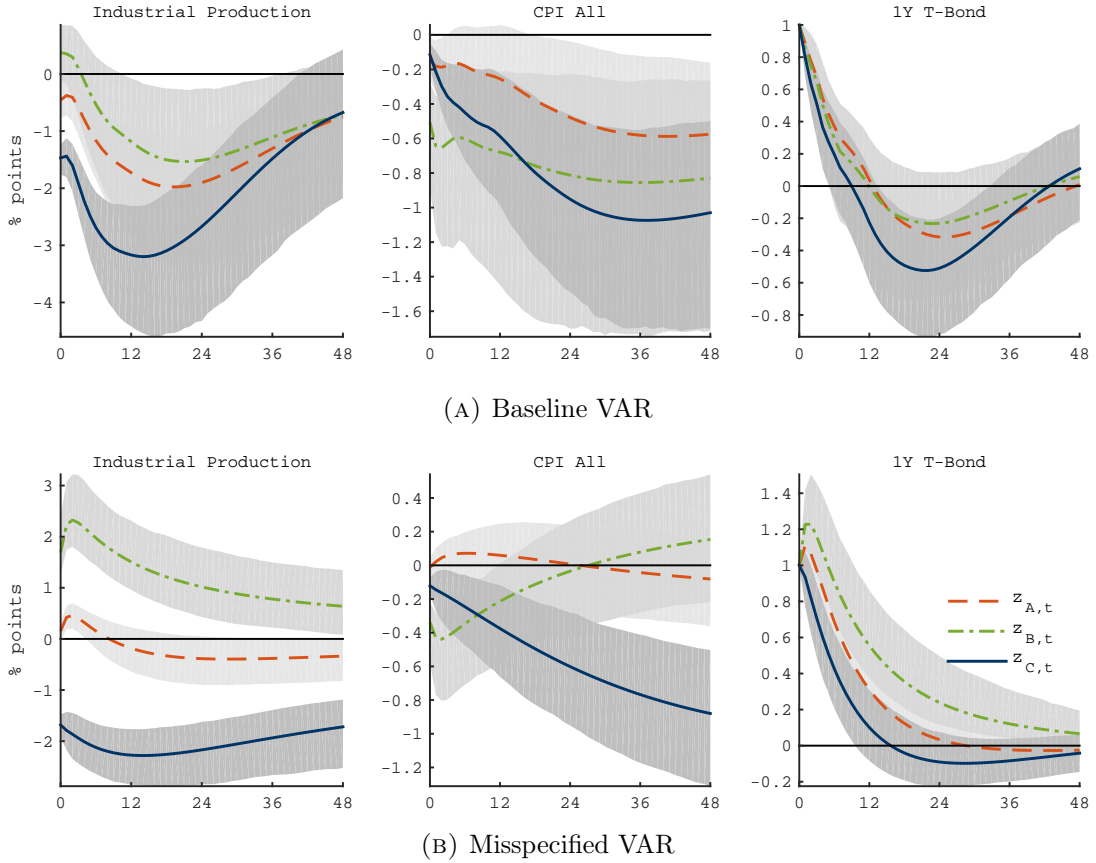 Industrial Production
CPI All
1Y T-Bond
% points
0
-1
-2
-3
-4
0 12 24 36 48
0
-0.2
-0.4
-0.6
-0.8
-1
-1.2
-1.4
-1.6
0 12 24 36 48
1
0.8
0.6
0.4
0.2
0
-0.2
-0.4
-0.6
-0.8
0 12 24 36 48
(A) Baseline VAR
Industrial Production
CPI All
1Y T-Bond
% points
3
2
1
0
-1
-2
0 12 24 36 48
0.4
0.2
0
-0.2
-0.4
-0.6
-0.8
-1
-1.2
0 12 24 36 48
1.4
1.2
1
0.8
0.6
0.4
0.2
0
-0.2
0 12 24 36 48
z A,t
z B,t
z C,t
(B) Misspecified VAR